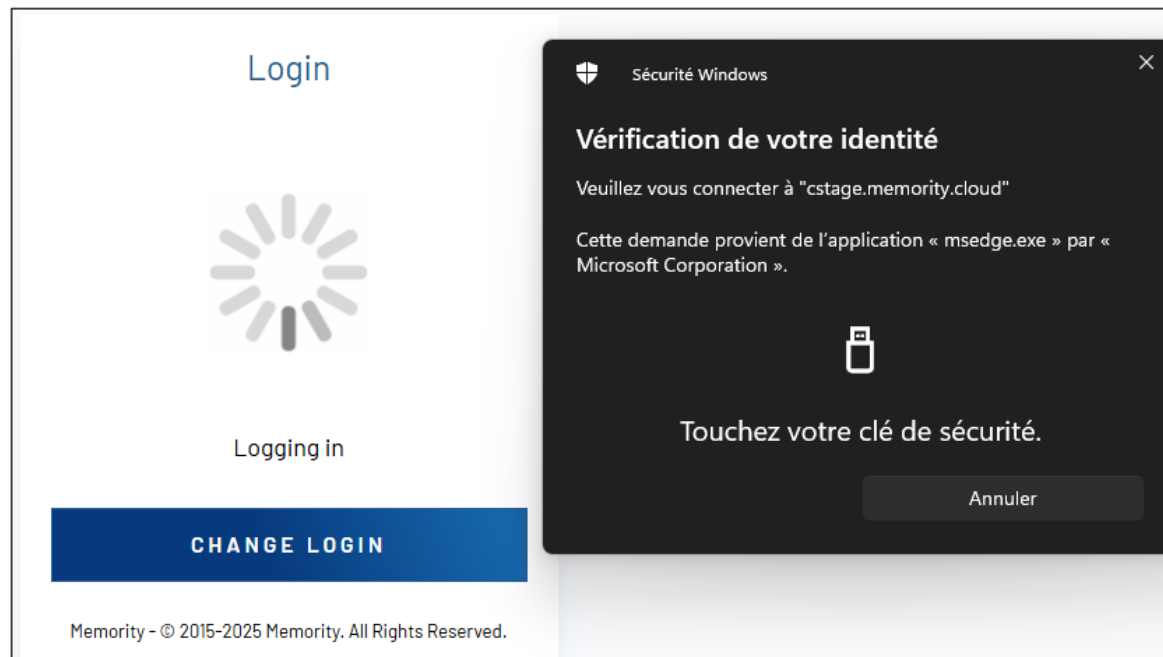 Login
Logging in
CHANGE LOGIN
Memority - © 2015-2025 Memority. All Rights Reserved.
Sécurité Windows
Vérification de votre identité
Veuillez vous connecter à "cstage.memority.cloud"
Cette demande provient de l’application « msedge.exe » par «
Microsoft Corporation ».
Touchez votre clé de sécurité.
Annuler